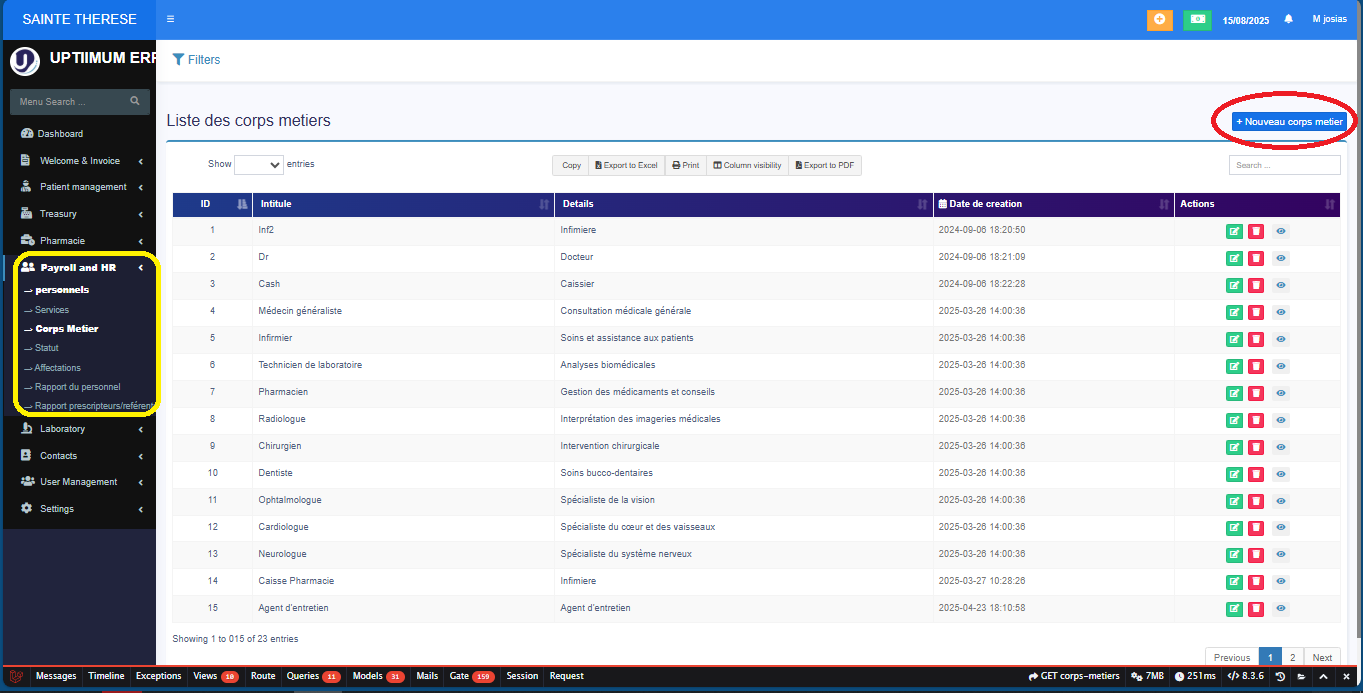 SAINTE THERESE
15/08/2025 M josias
UPTIIMUM ERP
Filters
Menu Search ...
Dashboard
Welcome & Invoice
Patient management
Treasury
Pharmacie
Payroll and HR
personnels
Services
Corps Metier
Statut
Affectations
Rapport du personnel
Rapport prescripteurs/reférent
Laboratory
Contacts
User Management
Settings
Liste des corps metiers
+ Nouveau corps metier
Show entries
Copy Export to Excel Print Column visibility Export to PDF
Search ...
ID Intitule Details Date de creation Actions
1 Inf2 Infimiere 2024-09-06 18:20:50
2 Dr Docteur 2024-09-06 18:21:09
3 Cash Caissier 2024-09-06 18:22:28
4 Médecin généraliste Consultation médicale générale 2025-03-26 14:00:36
5 Infirmier Soins et assistance aux patients 2025-03-26 14:00:36
6 Technicien de laboratoire Analyses biomédicales 2025-03-26 14:00:36
7 Pharmacien Gestion des médicaments et conseils 2025-03-26 14:00:36
8 Radiologue Interprétation des imageries médicales 2025-03-26 14:00:36
9 Chirurgien Intervention chirurgicale 2025-03-26 14:00:36
10 Dentiste Soins bucco-dentaires 2025-03-26 14:00:36
11 Ophtalmologue Spécialiste de la vision 2025-03-26 14:00:36
12 Cardiologue Spécialiste du cœur et des vaisseaux 2025-03-26 14:00:36
13 Neurologue Spécialiste du système nerveux 2025-03-26 14:00:36
14 Caisse Pharmacie Infimiere 2025-03-27 10:28:26
15 Agent d'entretien Agent d'entretien 2025-04-23 18:10:58
Showing 1 to 015 of 23 entries
Previous 1 2 Next
Messages Timeline Exceptions Views 10 Route Queries 11 Models 31 Mails Gate 159 Session Request GET corps-metiers 7MB 251ms 8.3.6